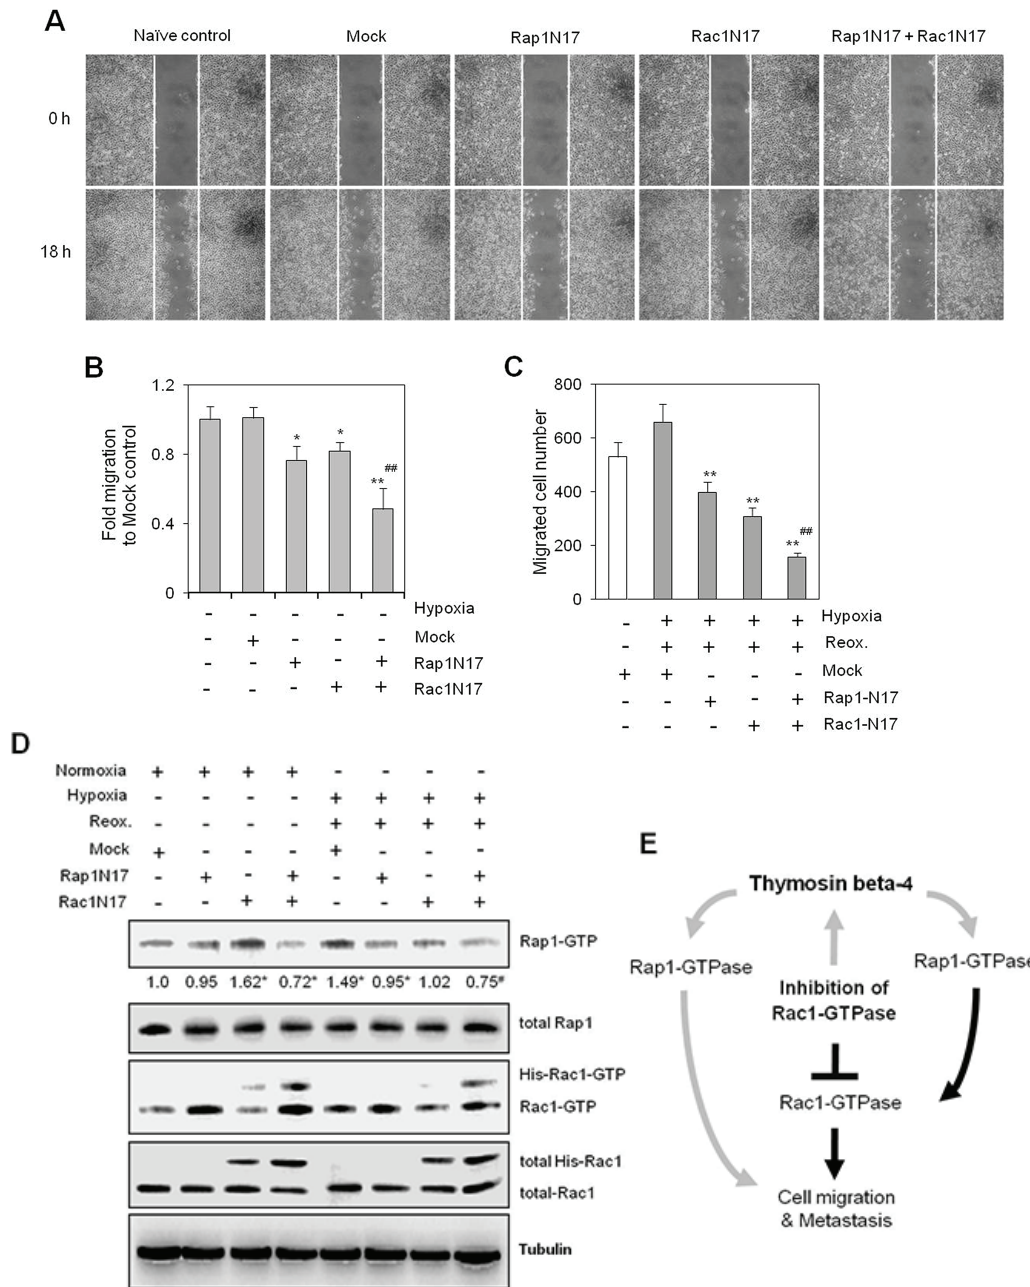 A
Naïve control Mock Rap1N17 Rac1N17 Rap1N17 + Rac1N17
0 h
18 h
B
Fold migration
to Mock control
1.2
0.8
0.4
0
* * ** ##
- - - - - Hypoxia
- + - - - Mock
- - + - + Rap1N17
- - - + + Rac1N17
C
Migrated cell number
800
600
400
200
0
** ** ** ##
- + + + + Hypoxia
- + + + + Reox.
+ + - - - Mock
- - + - + Rap1-N17
- - - + + Rac1-N17
D
Normoxia + + + + - - - -
Hypoxia - - - - + + + +
Reox. - - - - + + + +
Mock + - - - + - - -
Rap1N17 - + - + - + - +
Rac1N17 - - + + - - + +
Rap1-GTP
1.0 0.95 1.62* 0.72* 1.49* 0.95* 1.02 0.75#
total Rap1
His-Rac1-GTP
Rac1-GTP
total His-Rac1
total-Rac1
Tubulin
E
Thymosin beta-4
Rap1-GTPase
Rap1-GTPase
Inhibition of
Rac1-GTPase
Rac1-GTPase
Cell migration
& Metastasis